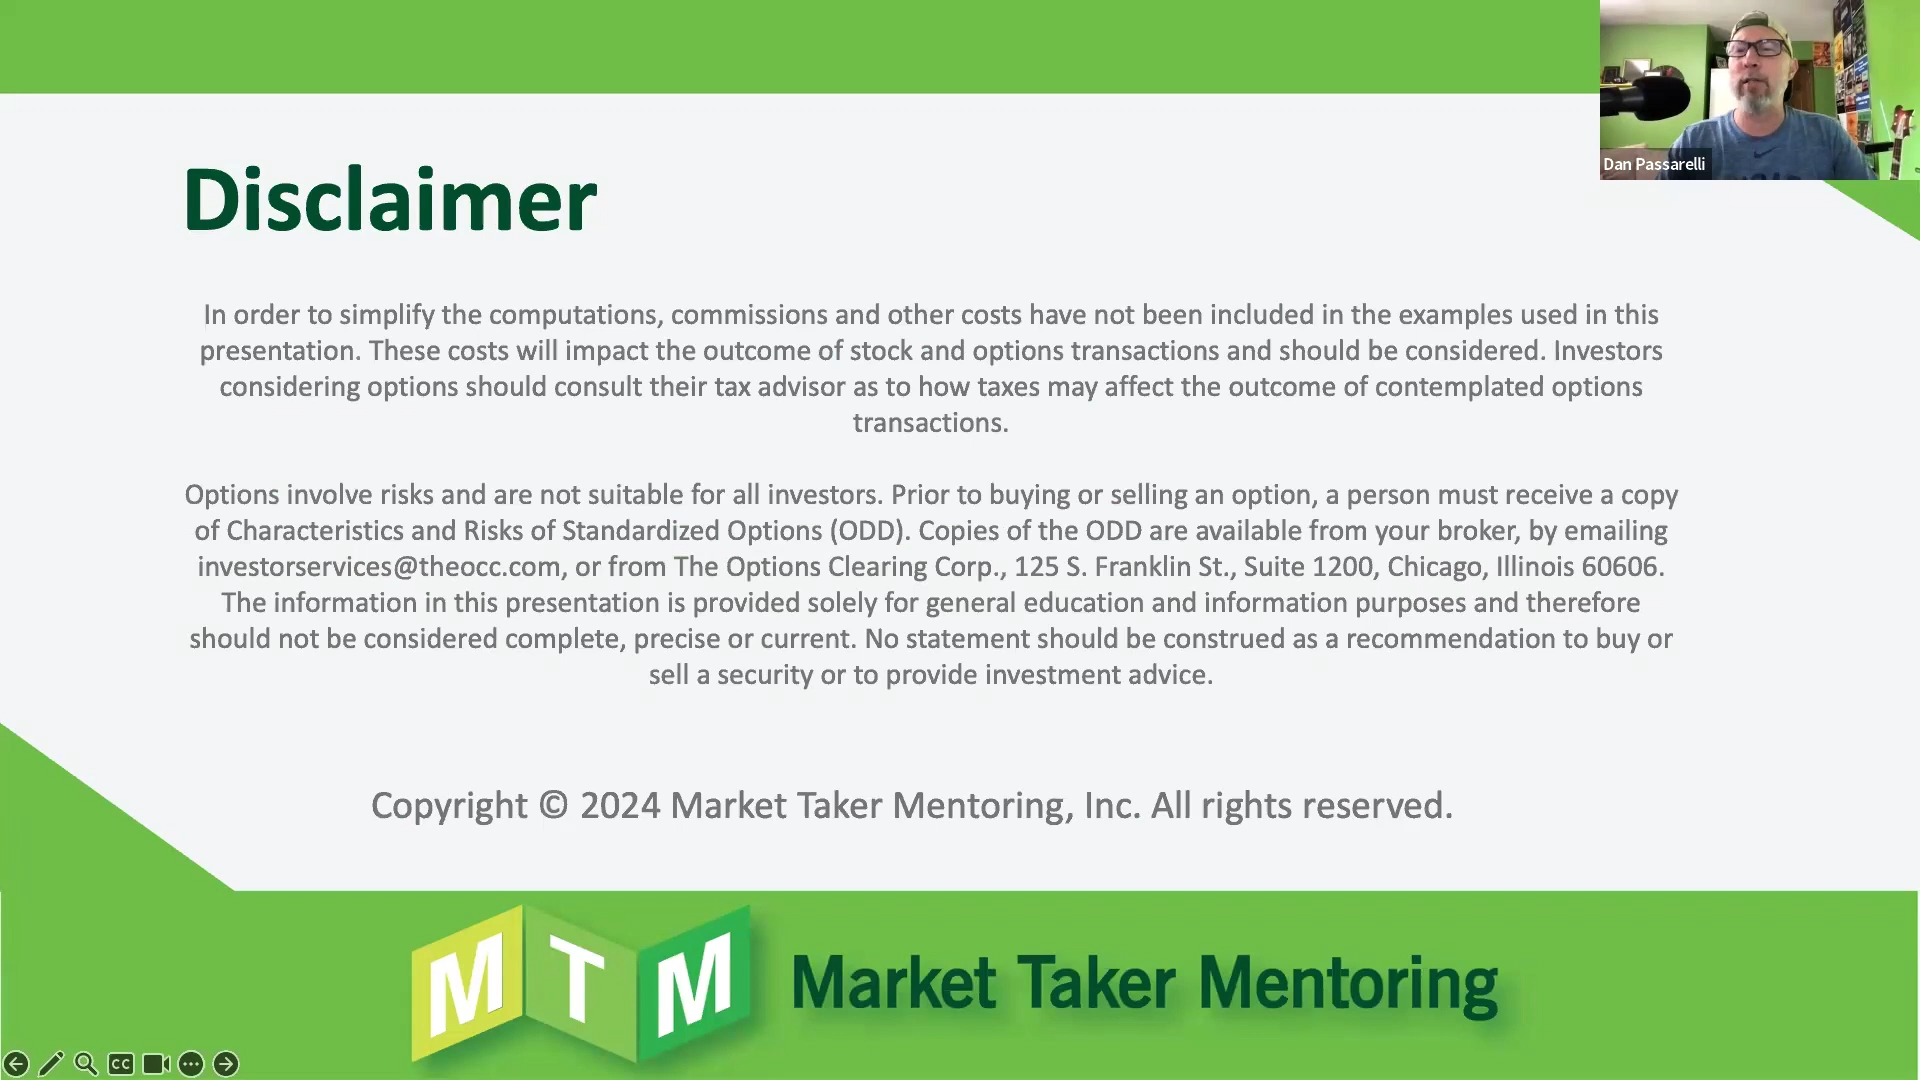 Dan Passarelli
Disclaimer
In order to simplify the computations, commissions and other costs have not been included in the examples used in this
presentation. These costs will impact the outcome of stock and options transactions and should be considered. Investors
considering options should consult their tax advisor as to how taxes may affect the outcome of contemplated options
transactions.
Options involve risks and are not suitable for all investors. Prior to buying or selling an option, a person must receive a copy
of Characteristics and Risks of Standardized Options (ODD). Copies of the ODD are available from your broker, by emailing
investorservices@theocc.com, or from The Options Clearing Corp., 125 S. Franklin St., Suite 1200, Chicago, Illinois 60606.
The information in this presentation is provided solely for general education and information purposes and therefore
should not be considered complete, precise or current. No statement should be construed as a recommendation to buy or
sell a security or to provide investment advice.
Copyright © 2024 Market Taker Mentoring, Inc. All rights reserved.
MTM Market Taker Mentoring
CC